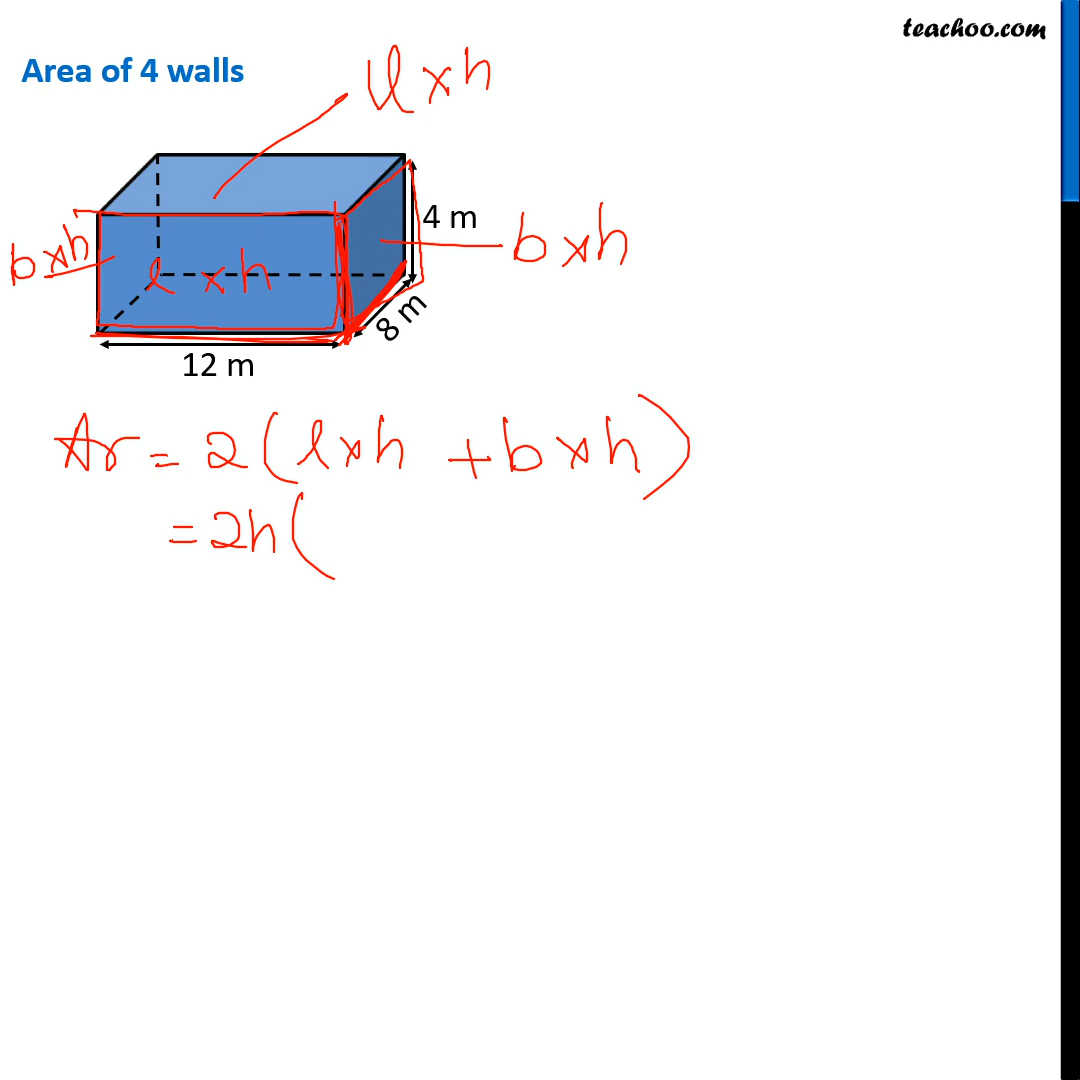 teachoo.com
Area of 4 walls
l x h
4 m
b x h
b x h
l x h
8 m
12 m
Ar = 2 ( l x h + b x h )
= 2h (